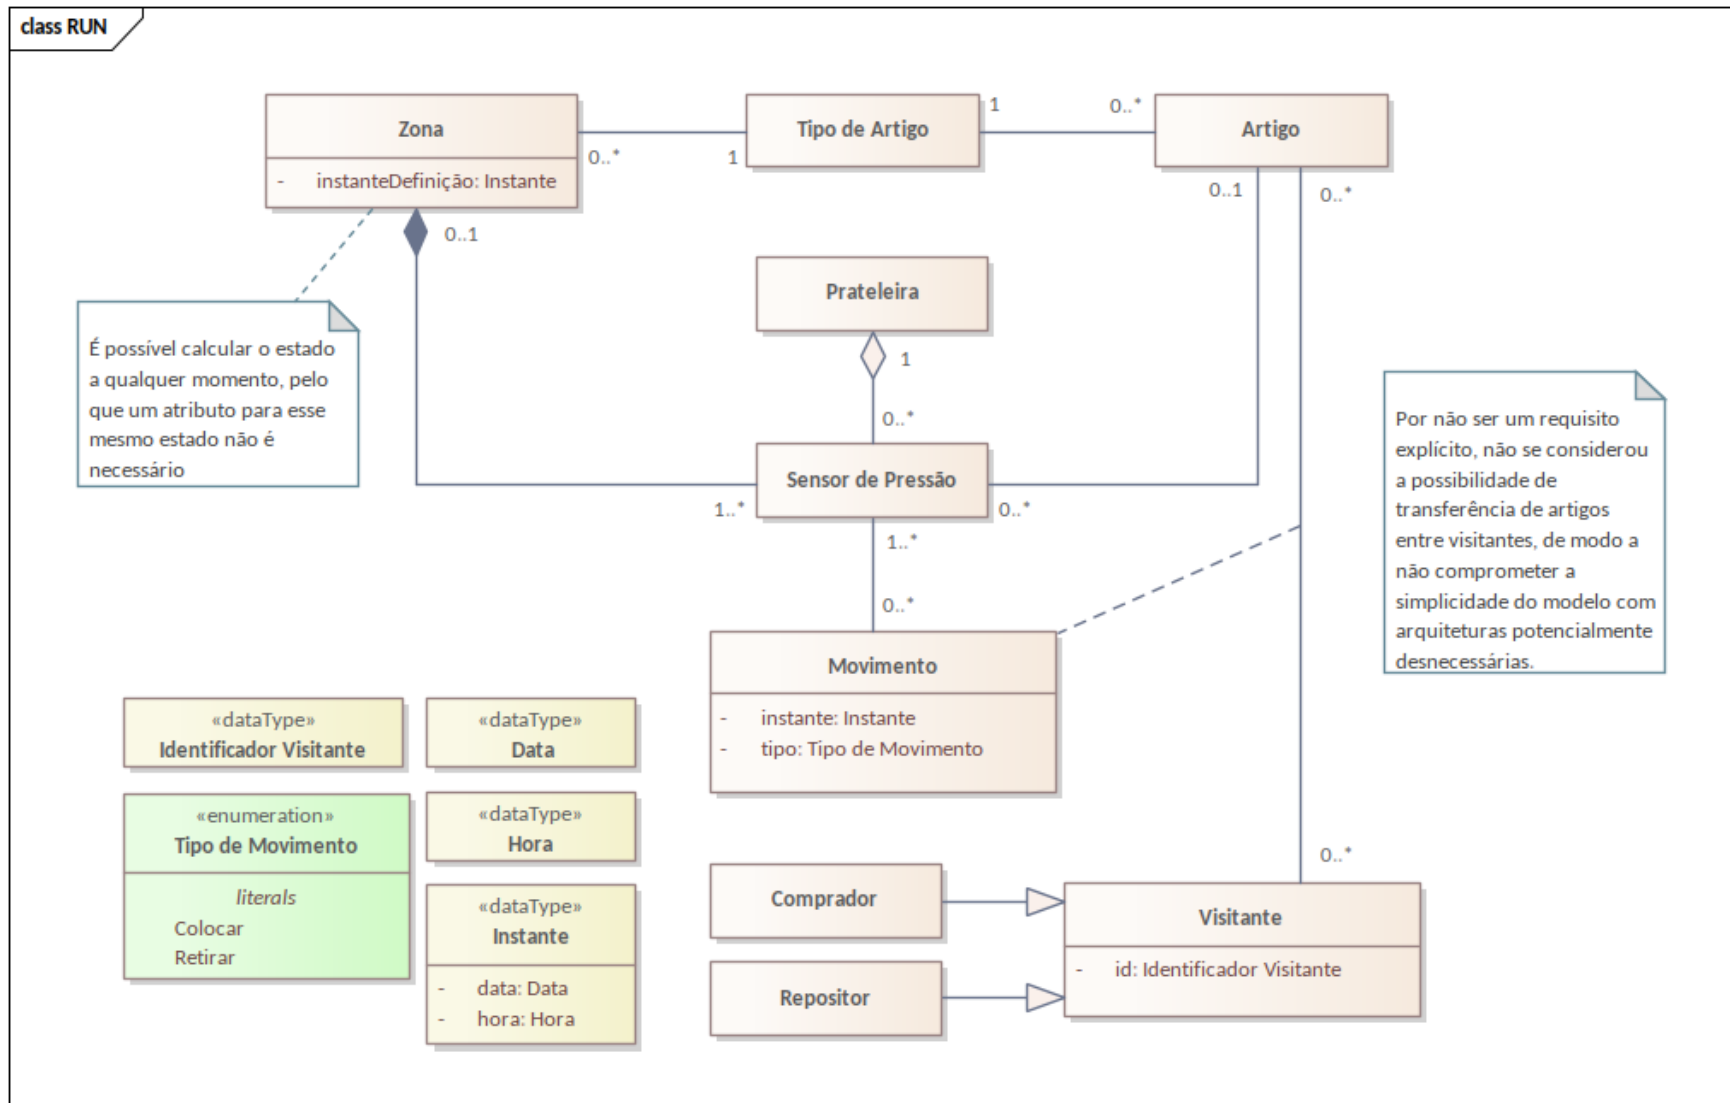 class RUN
Zona
- instanteDefinição: Instante
0..*
1
Tipo de Artigo
1
0..*
Artigo
0..1
0..1
0..*
Prateleira
1
0..*
É possível calcular o estado
a qualquer momento, pelo
que um atributo para esse
mesmo estado não é
necessário
Sensor de Pressão
1..*
0..*
1..*
0..*
Por não ser um requisito
explícito, não se considerou
a possibilidade de
transferência de artigos
entre visitantes, de modo a
não comprometer a
simplicidade do modelo com
arquiteturas potencialmente
desnecessárias.
Movimento
- instante: Instante
- tipo: Tipo de Movimento
«dataType»
Identificador Visitante
«dataType»
Data
«enumeration»
Tipo de Movimento
literals
Colocar
Retirar
«dataType»
Hora
«dataType»
Instante
- data: Data
- hora: Hora
Comprador
Repositor
0..*
Visitante
- id: Identificador Visitante